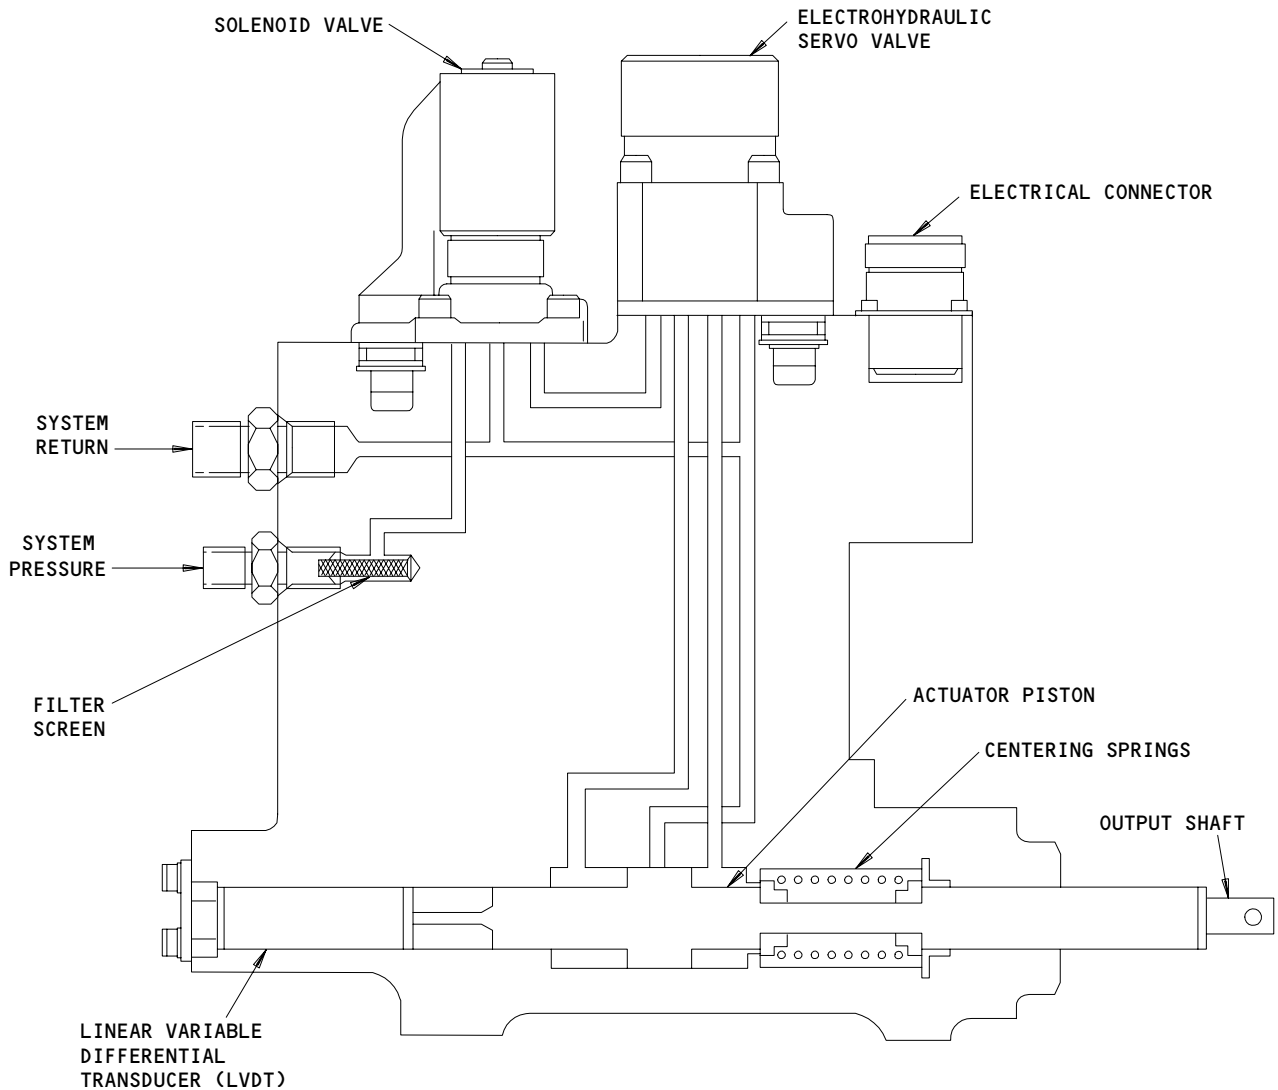 SOLENOID VALVE
ELECTROHYDRAULIC
SERVO VALVE
ELECTRICAL CONNECTOR
SYSTEM
RETURN
SYSTEM
PRESSURE
FILTER
SCREEN
ACTUATOR PISTON
CENTERING SPRINGS
OUTPUT SHAFT
LINEAR VARIABLE
DIFFERENTIAL
TRANSDUCER (LVDT)